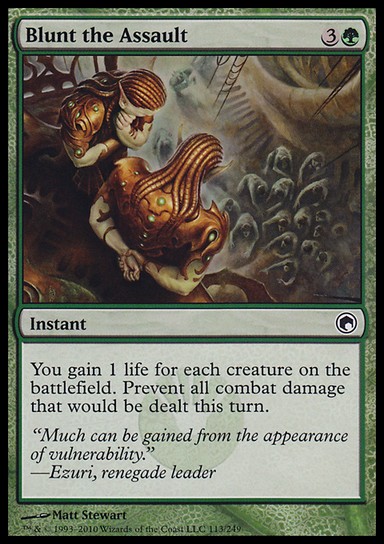 Blunt the Assault 3
Instant
You gain 1 life for each creature on the
battlefield. Prevent all combat damage
that would be dealt this turn.
“Much can be gained from the appearance
of vulnerability.”
—Ezuri, renegade leader
Matt Stewart
™ & © 1993–2010 Wizards of the Coast LLC 113/249